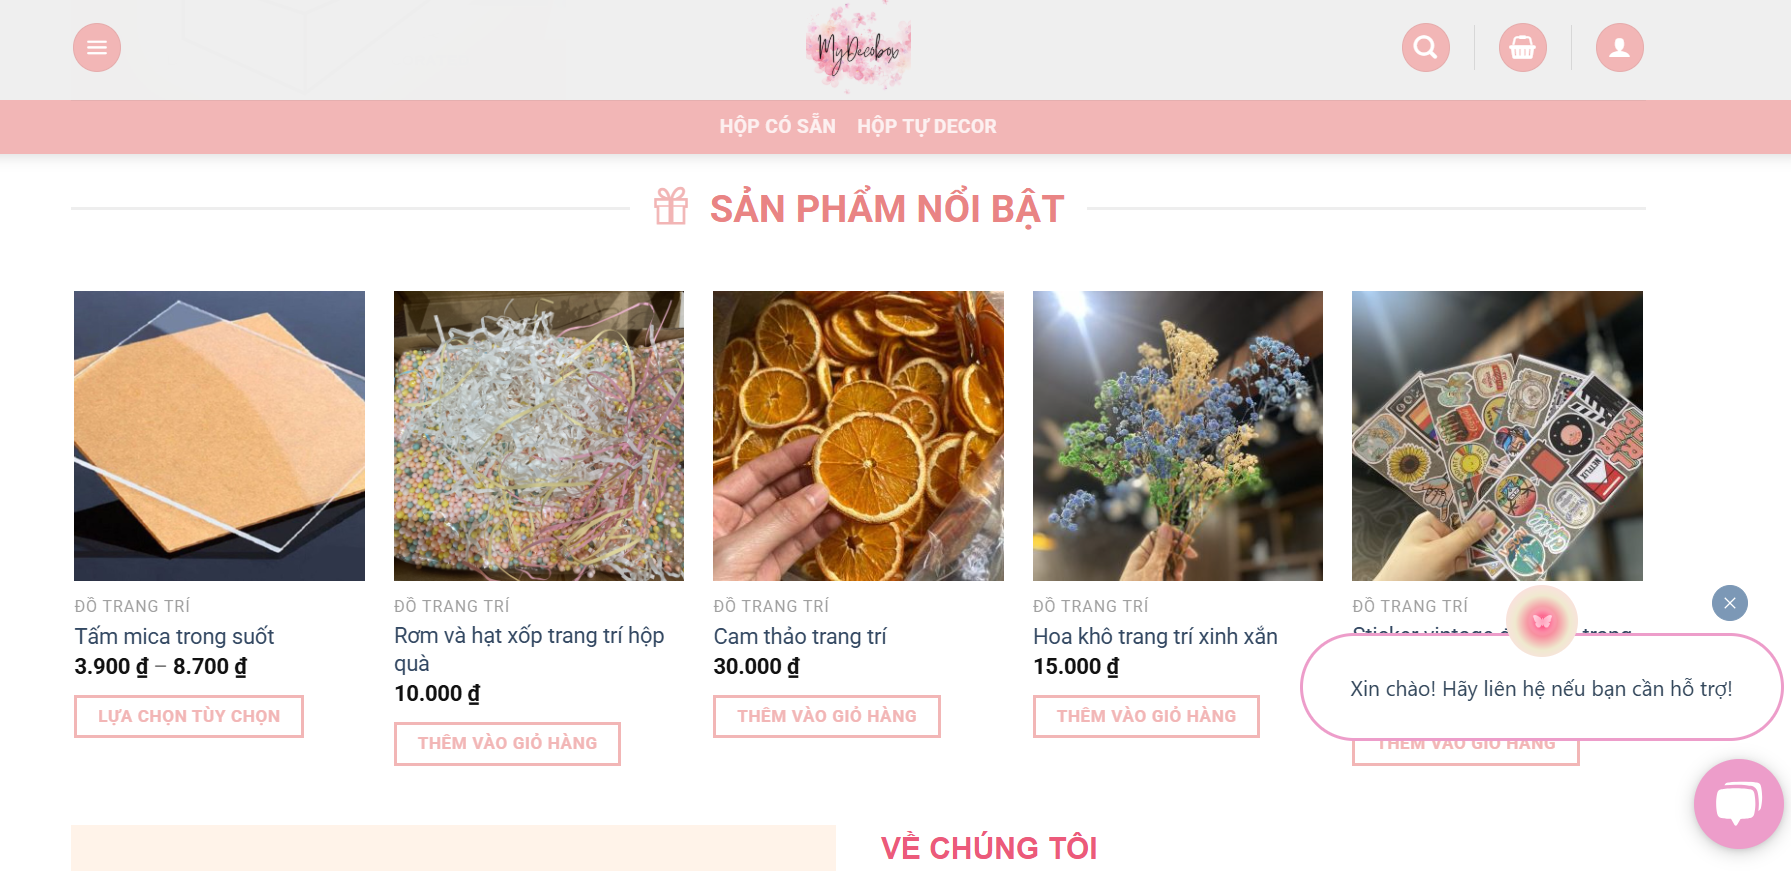 MyDecobox
HỘP CÓ SẴN HỘP TỰ DECOR
SẢN PHẨM NỔI BẬT
ĐỒ TRANG TRÍ
Tấm mica trong suốt
3.900 ₫ – 8.700 ₫
LỰA CHỌN TÙY CHỌN
ĐỒ TRANG TRÍ
Rơm và hạt xốp trang trí hộp
quà
10.000 ₫
THÊM VÀO GIỎ HÀNG
ĐỒ TRANG TRÍ
Cam thảo trang trí
30.000 ₫
THÊM VÀO GIỎ HÀNG
ĐỒ TRANG TRÍ
Hoa khô trang trí xinh xắn
15.000 ₫
THÊM VÀO GIỎ HÀNG
NETFLIX
GIRL
PWR
ĐỒ TRANG TRÍ
Sticker vintage trang
Xin chào! Hãy liên hệ nếu bạn cần hỗ trợ!
THÊM VÀO GIỎ HÀNG
VỀ CHÚNG TÔI